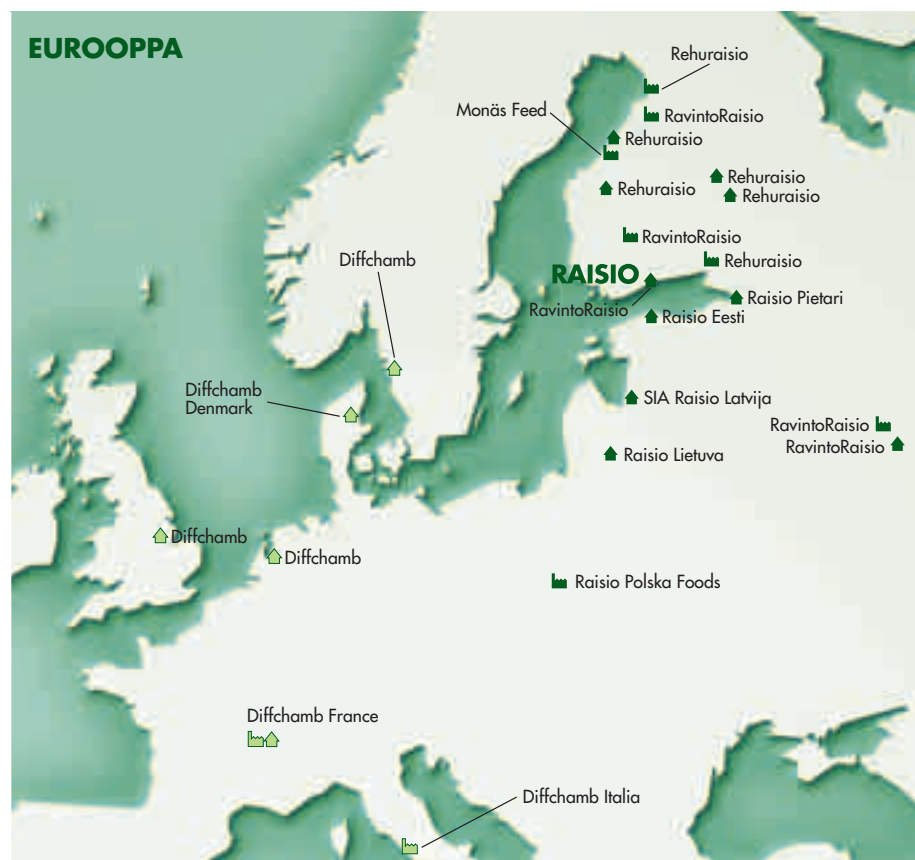 EUROOPPA
Rehuraisio
Monäs Feed
RavintoRaisio
Rehuraisio
Rehuraisio
Rehuraisio
Rehuraisio
RavintoRaisio
Diffchamb
Rehuraisio
RAISIO
RavintoRaisio
Raisio Pietari
Raisio Eesti
Diffchamb
Denmark
SIA Raisio Latvija
RavintoRaisio
RavintoRaisio
Raisio Lietuva
Diffchamb
Diffchamb
Raisio Polska Foods
Diffchamb France
Diffchamb Italia